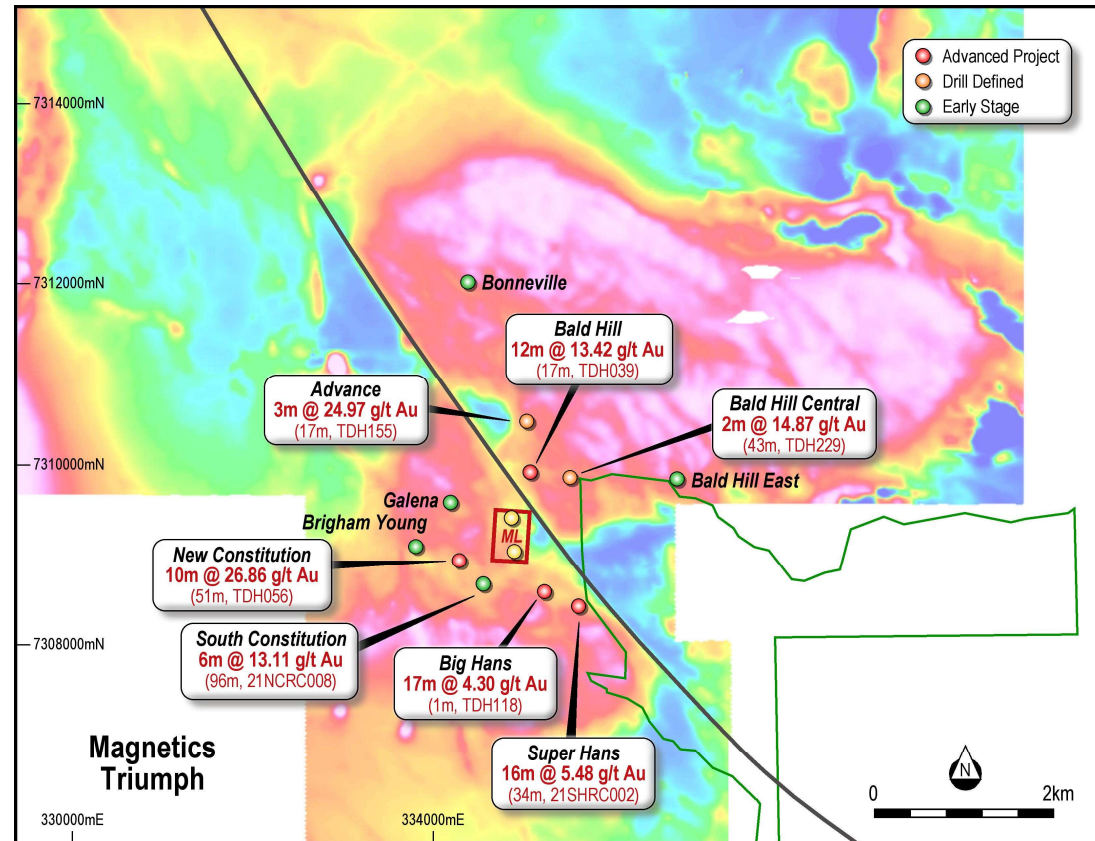 Advanced Project
Drill Defined
Early Stage
7314000mN
7312000mN
Bonneville
Bald Hill
12m @ 13.42 g/t Au
(17m, TDH039)
Advance
3m @ 24.97 g/t Au
(17m, TDH155)
Bald Hill Central
2m @ 14.87 g/t Au
(43m, TDH229)
7310000mN
Bald Hill East
Galena
Brigham Young
ML
New Constitution
10m @ 26.86 g/t Au
(51m, TDH056)
South Constitution
6m @ 13.11 g/t Au
(96m, 21NCRC008)
7308000mN
Big Hans
17m @ 4.30 g/t Au
(1m, TDH118)
Super Hans
16m @ 5.48 g/t Au
(34m, 21SHRC002)
Magnetics
Triumph
N
0 2km
330000mE 334000mE